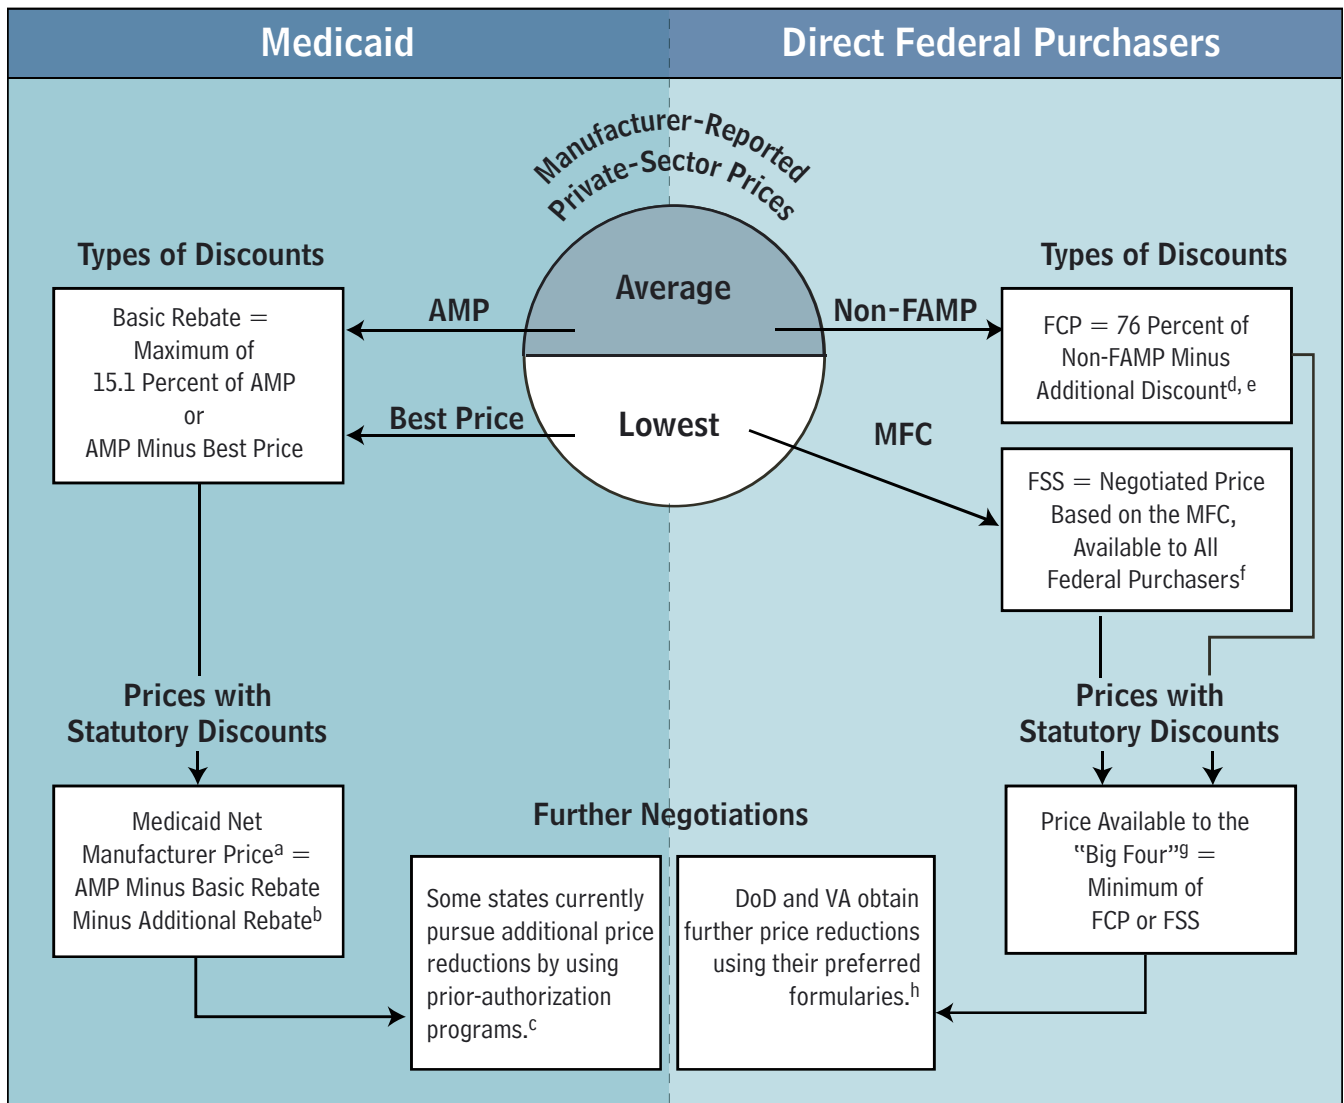 Medicaid
Direct Federal Purchasers
Manufacturer-Reported
Private-Sector Prices
Types of Discounts
Basic Rebate =
Maximum of
15.1 Percent of AMP
or
AMP Minus Best Price
AMP
Best Price
Average
Lowest
Non-FAMP
MFC
Types of Discounts
FCP = 76 Percent of
Non-FAMP Minus
Additional Discountd, e
FSS = Negotiated Price
Based on the MFC,
Available to All
Federal Purchasersf
Prices with
Statutory Discounts
Medicaid Net
Manufacturer Pricea =
AMP Minus Basic Rebate
Minus Additional Rebateb
Prices with
Statutory Discounts
Price Available to the
"Big Four"g =
Minimum of
FCP or FSS
Further Negotiations
Some states currently
pursue additional price
reductions by using
prior-authorization
programs.c
DoD and VA obtain
further price reductions
using their preferred
formularies.h